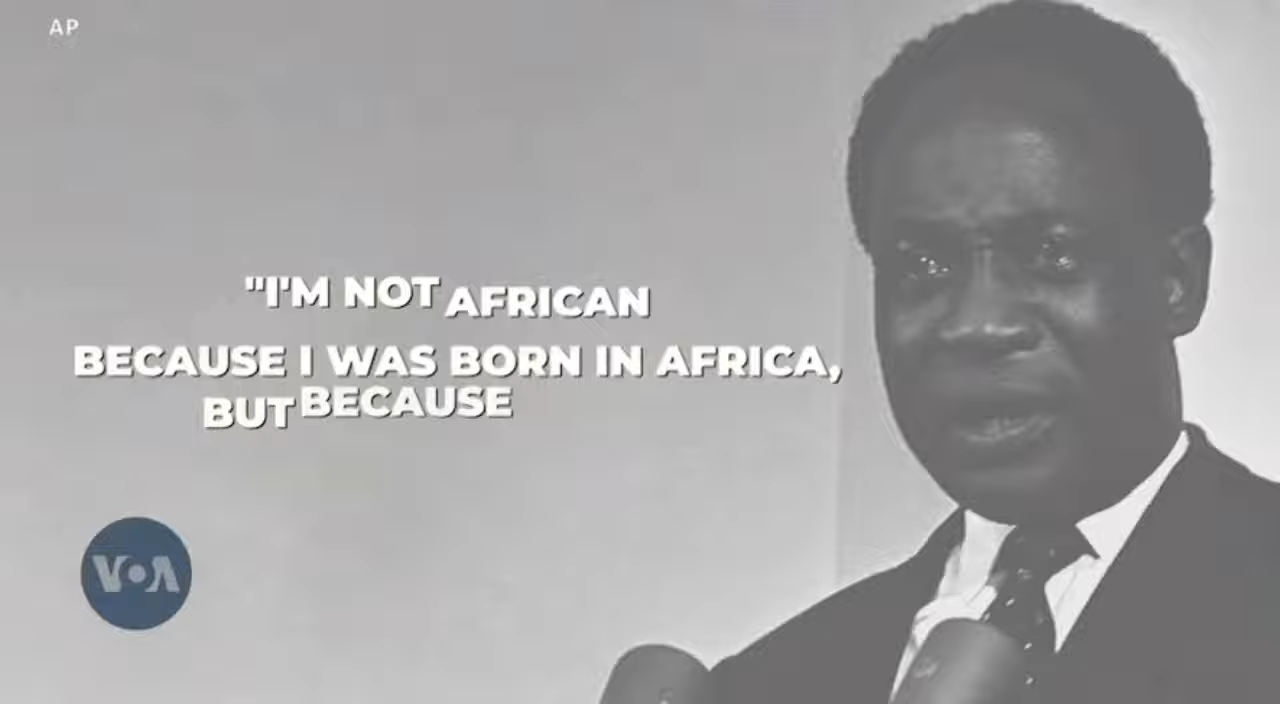 AP
"I'M NOT AFRICAN
BECAUSE I WAS BORN IN AFRICA,
BUT BECAUSE
VOA